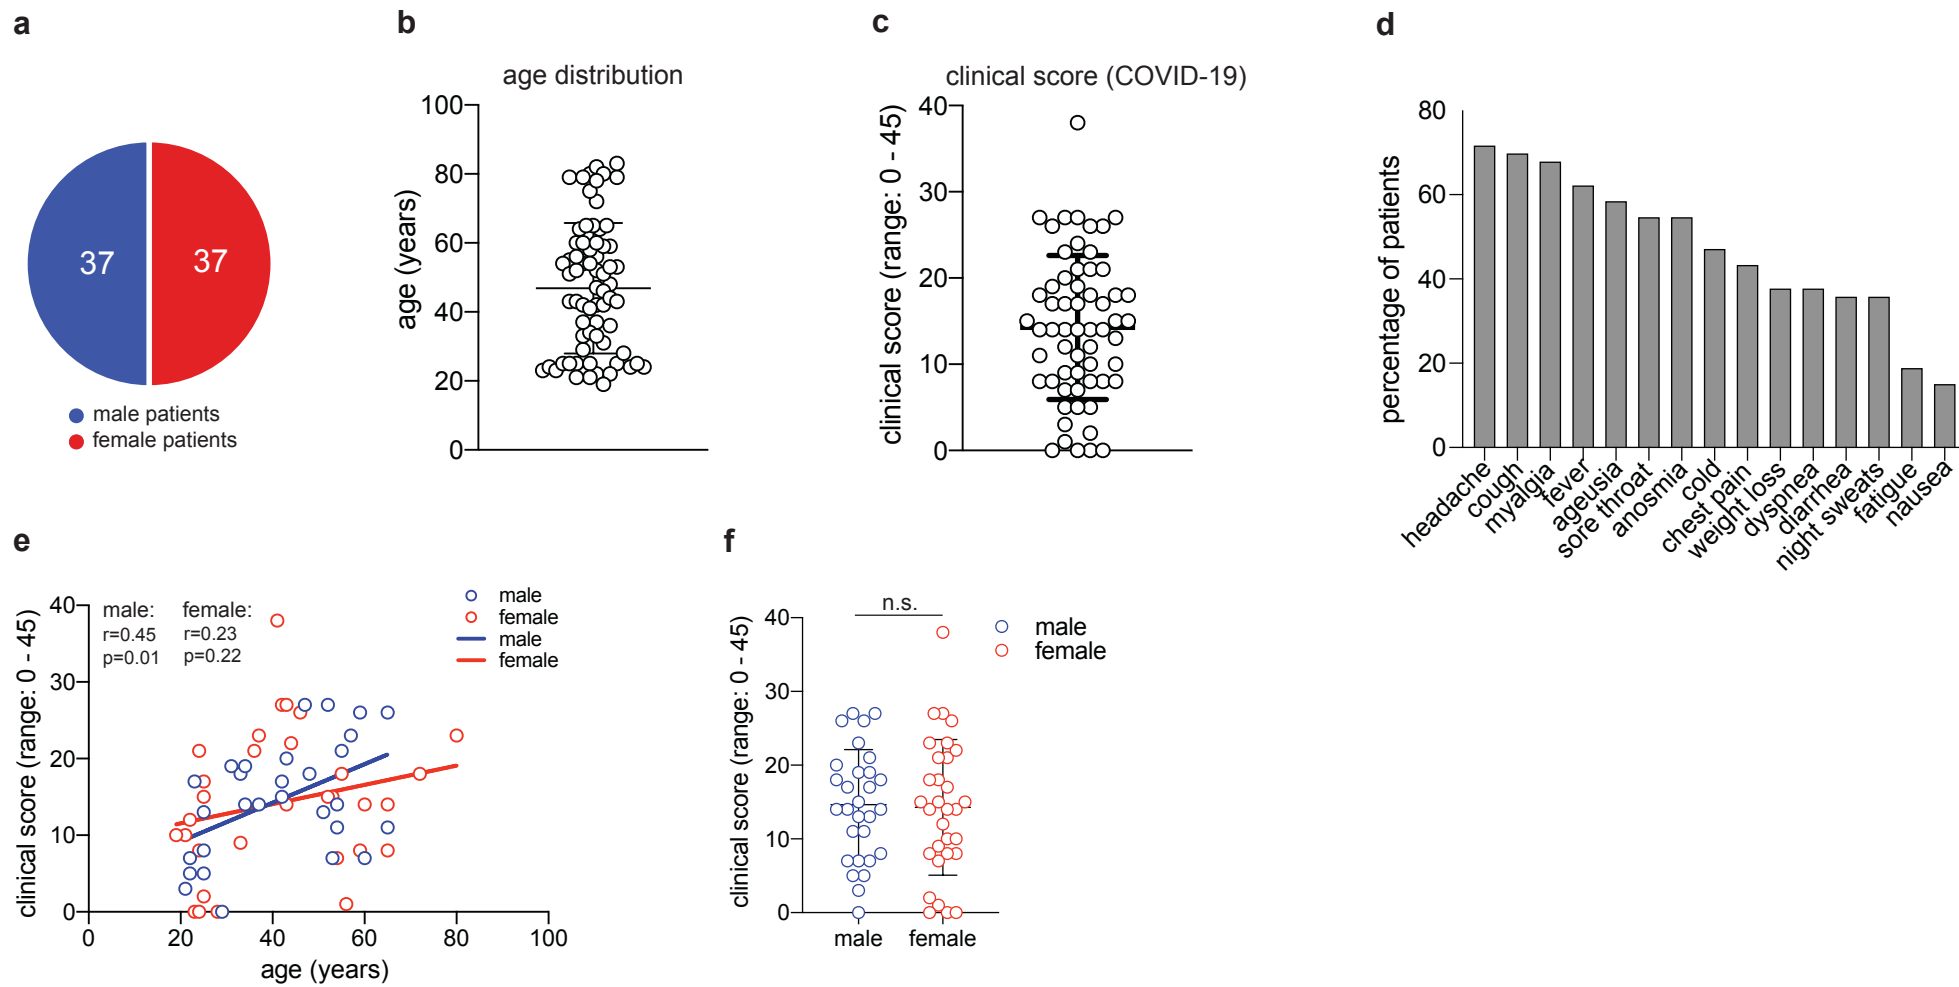 a
37
37
male patients
female patients
b
age distribution
age (years)
100
80
60
40
20
0
c
clinical score (COVID-19)
clinical score (range: 0 - 45)
40
30
20
10
0
d
percentage of patients
80
60
40
20
0
headache
cough
myalgia
fever
ageusia
sore throat
anosmia
cold
chest pain
weight loss
dyspnea
diarrhea
night sweats
fatigue
nausea
e
clinical score (range: 0 - 45)
40
30
20
10
0
male: female:
r=0.45 r=0.23
p=0.01 p=0.22
male
female
male
female
0 20 40 60 80 100
age (years)
f
clinical score (range: 0 - 45)
40
30
20
10
0
n.s.
male
female
male female